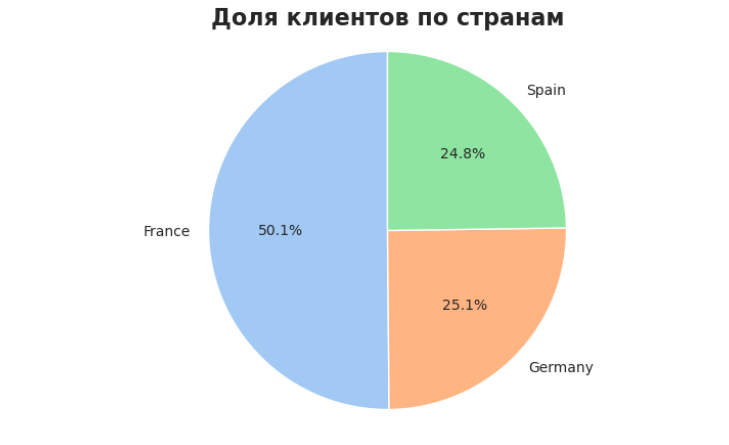 Доля клиентов по странам
Spain
24.8%
France
50.1%
25.1%
Germany